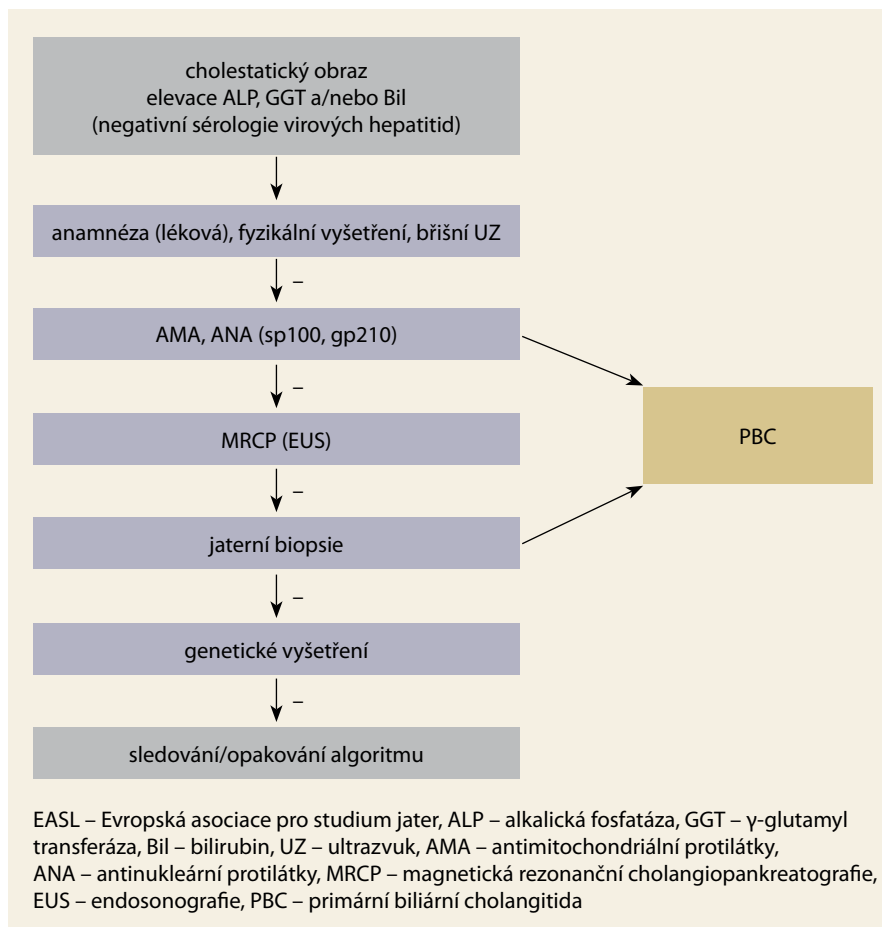 cholestatický obraz
elevace ALP, GGT a/nebo Bil
(negativní sérologie virových hepatitid)
anamnéza (léková), fyzikální vyšetření, břišní UZ
–
AMA, ANA (sp100, gp210)
–
MRCP (EUS)
PBC
–
jaterní biopsie
–
genetické vyšetření
–
sledování/opakování algoritmu
EASL – Evropská asociace pro studium jater, ALP – alkalická fosfatáza, GGT – γ-glutamyl
transferáza, Bil – bilirubin, UZ – ultrazvuk, AMA – antimitochondriální protilátky,
ANA – antinukleární protilátky, MRCP – magnetická rezonanční cholangiopankreatografie,
EUS – endosonografie, PBC – primární biliární cholangitida